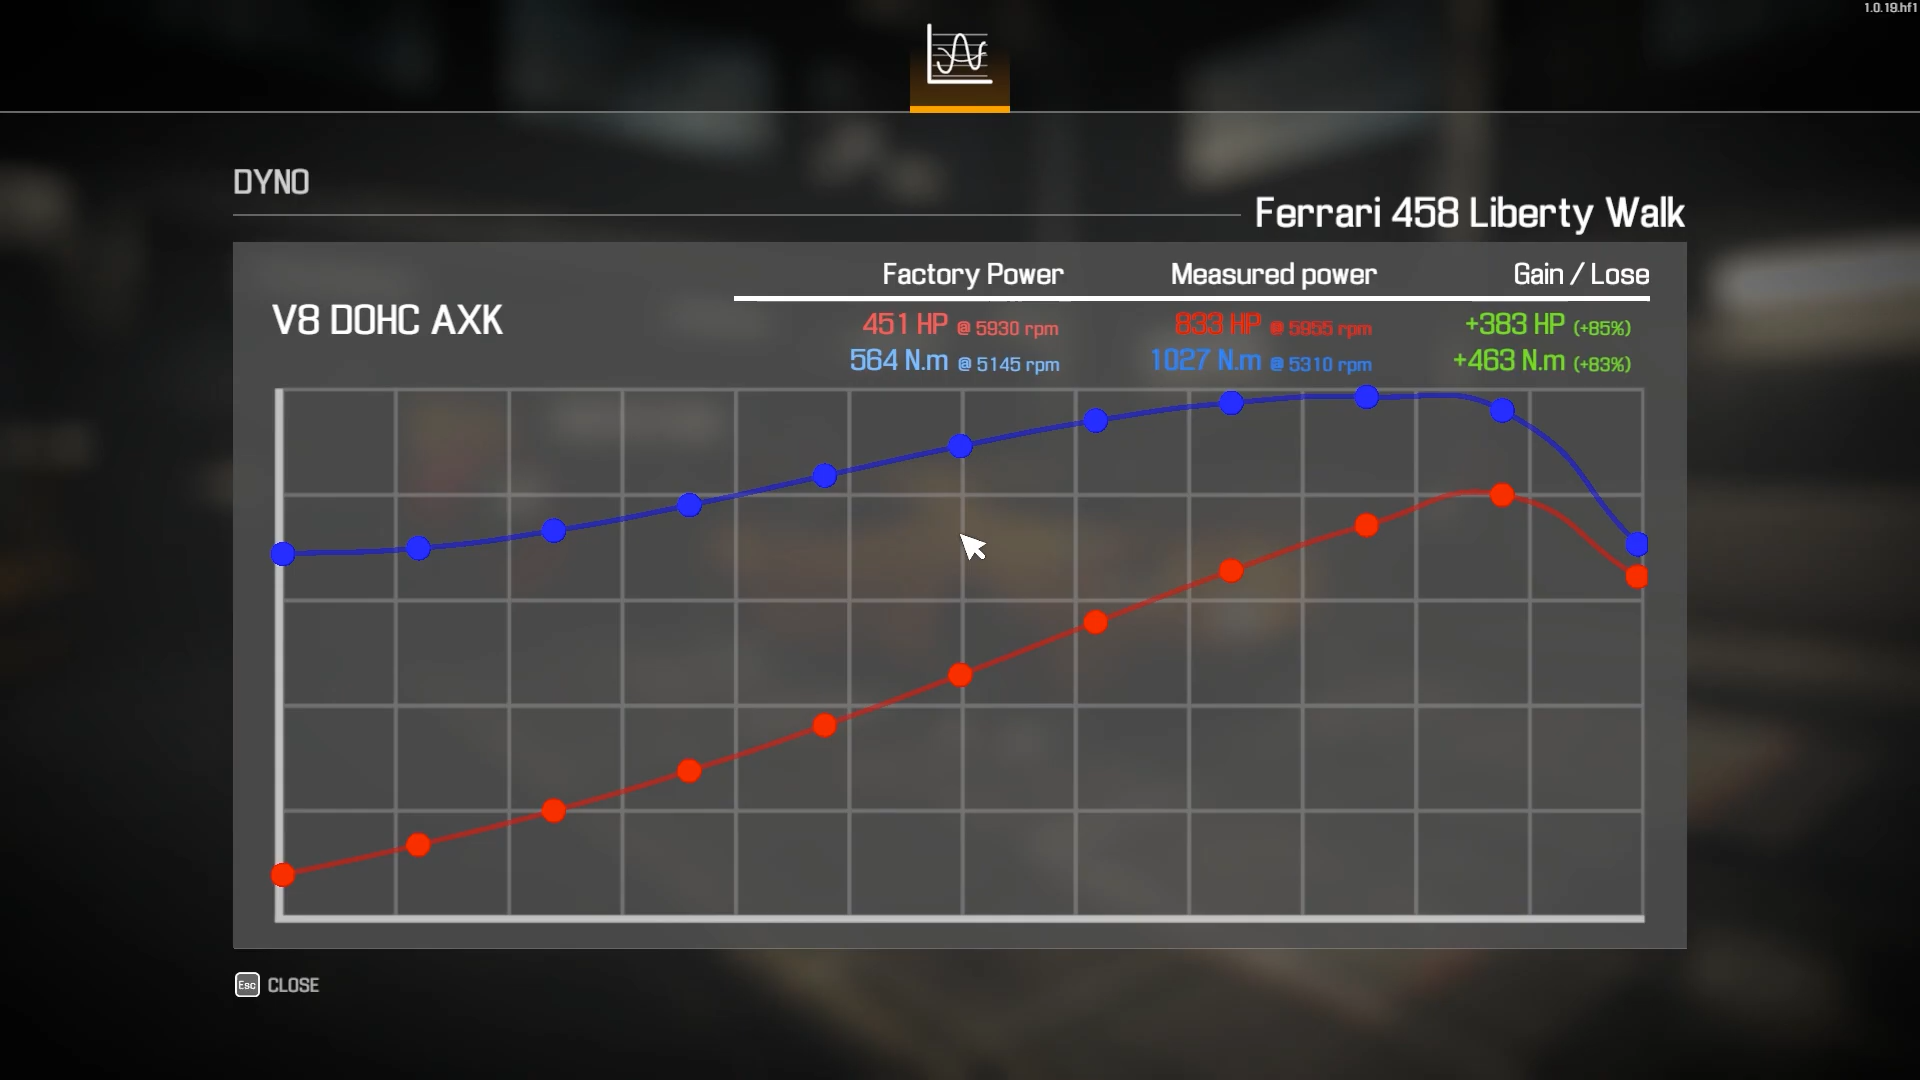 1.0.19.hf1
DYNO
Ferrari 458 Liberty Walk
Factory Power Measured power Gain / Lose
V8 DOHC AXK
451 HP @ 5930 rpm 833 HP @ 5955 rpm +383 HP (+85%)
564 N.m @ 5145 rpm 1027 N.m @ 5310 rpm +463 N.m (+83%)
Esc CLOSE